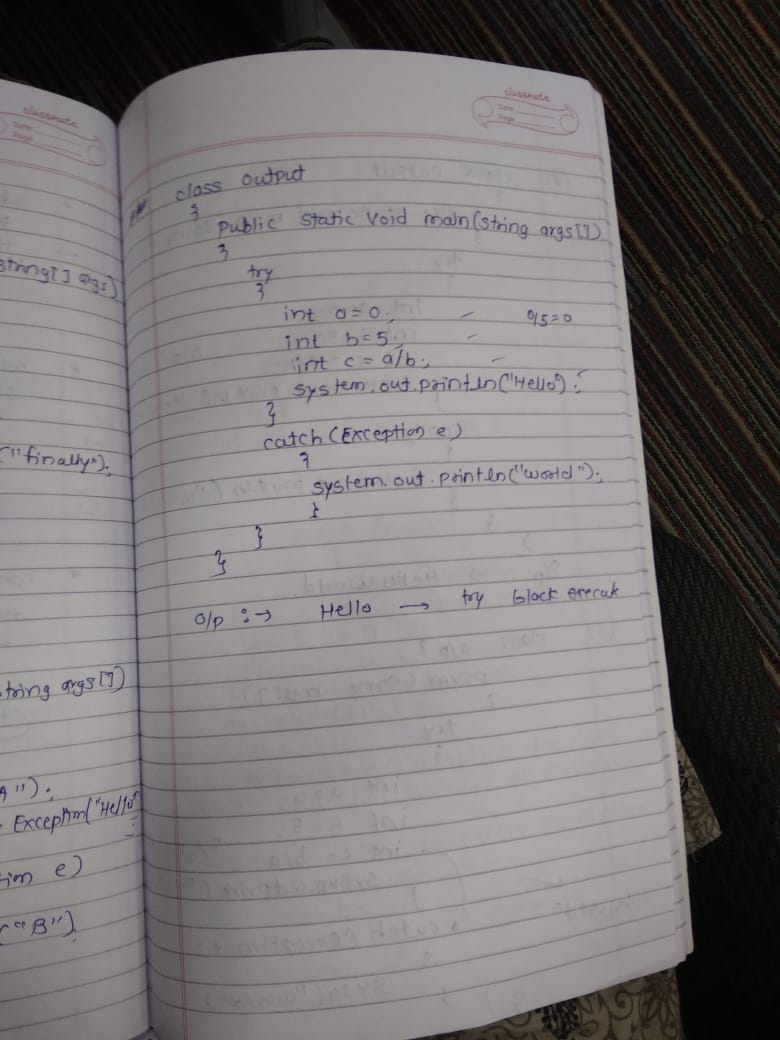 classmate
Date
Page
string[] args)
("finally");
string args[])
A");
Exception("Hello"
;
e)
("B").
classmate
Date
Page
class output
{
public static void main(string args[])
{
try
{
int a=0; 0/5=0
int b=5;
int c = a/b;
system.out.println("Hello");
}
catch(Exception e)
{
system.out.println("world");
}
}
}
O/p :→ Hello → try block execute